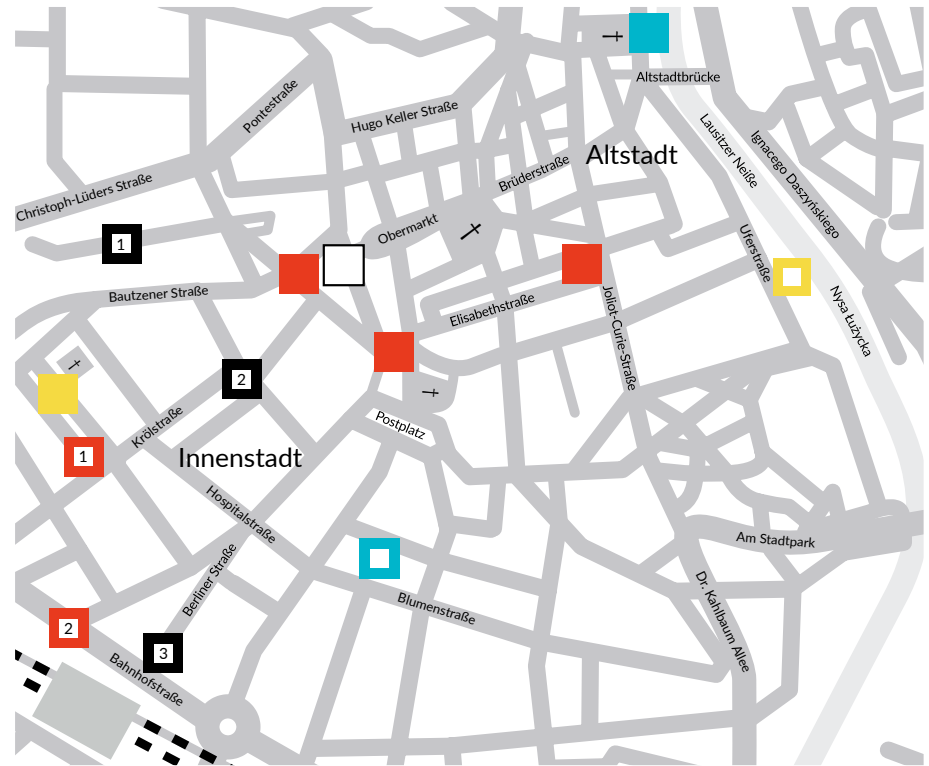 Altstadtbrücke
Pontestraße
Hugo Keller Straße
Lausitzer Neiße
Ignacego Daszyńskiego
Altstadt
Brüderstraße
Christoph-Lüders Straße
Obermarkt
1
Uferstraße
Bautzener Straße
Elisabethstraße
Joliot-Curie-Straße
Nysa Łużycka
2
Krölstraße
Postplatz
1
Innenstadt
Hospitalstraße
Am Stadtpark
Berliner Straße
Blumenstraße
Dr. Kahlbaum Allee
2
3
Bahnhofstraße